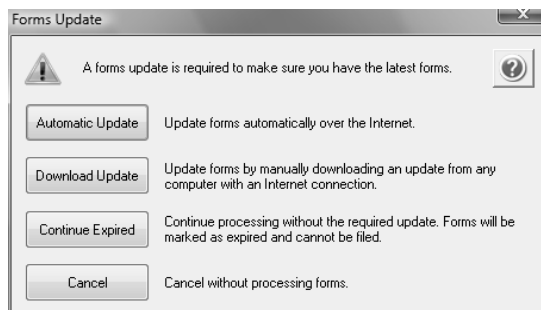 Forms Update
A forms update is required to make sure you have the latest forms.
Automatic Update
Update forms automatically over the Internet.
Download Update
Update forms by manually downloading an update from any
computer with an Internet connection.
Continue Expired
Continue processing without the required update. Forms will be
marked as expired and cannot be filed.
Cancel
Cancel without processing forms.